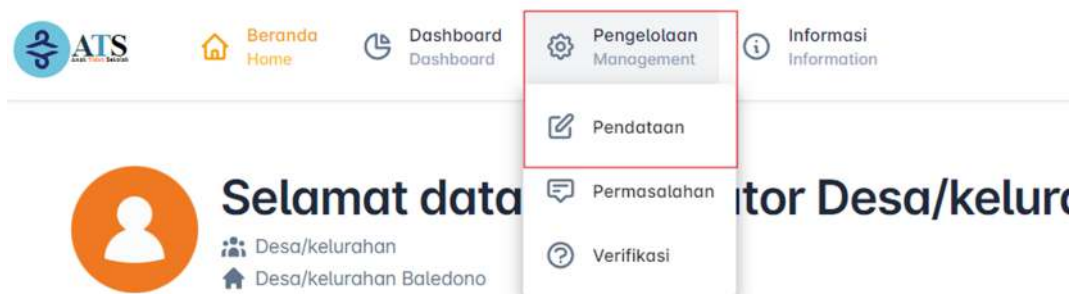 ATS
Anak Tidak Sekolah
Beranda
Home
Dashboard
Dashboard
Pengelolaan
Management
Informasi
Information
Pendataan
Permasalahan
Verifikasi
Selamat data tor Desa/kelura
Desa/kelurahan
Desa/kelurahan Baledono